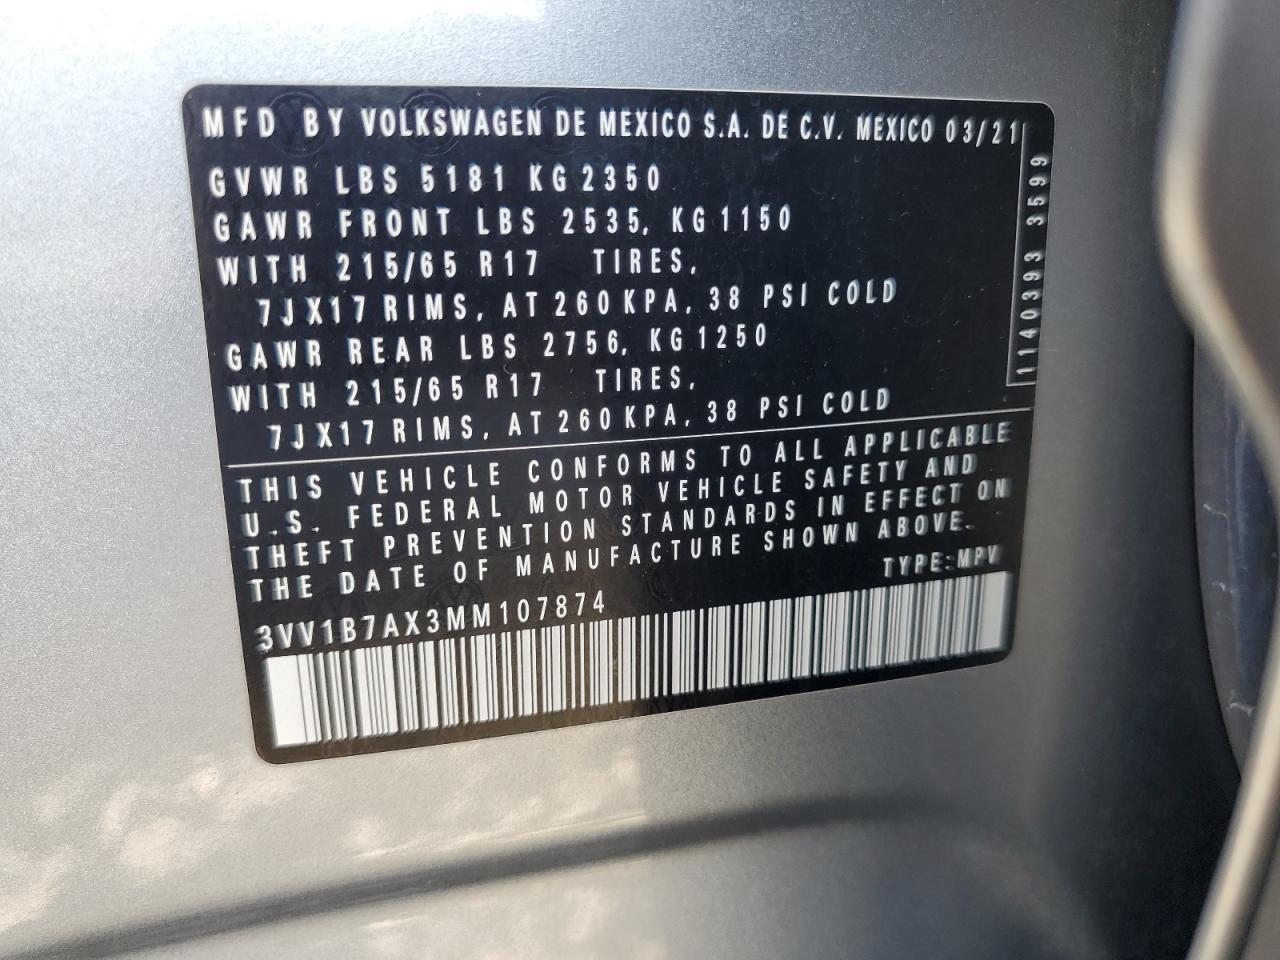 MFD BY VOLKSWAGEN DE MEXICO S.A. DE C.V. MEXICO 03/21
GVWR LBS 5181 KG 2350
GAWR FRONT LBS 2535, KG 1150
WITH 215/65 R17 TIRES,
7JX17 RIMS, AT 260 KPA, 38 PSI COLD
GAWR REAR LBS 2756, KG 1250
WITH 215/65 R17 TIRES,
7JX17 RIMS, AT 260 KPA, 38 PSI COLD
1140393 3599
THIS VEHICLE CONFORMS TO ALL APPLICABLE
U.S. FEDERAL MOTOR VEHICLE SAFETY AND
THEFT PREVENTION STANDARDS IN EFFECT ON
THE DATE OF MANUFACTURE SHOWN ABOVE.
TYPE: MPV
3VV1B7AX3MM107874